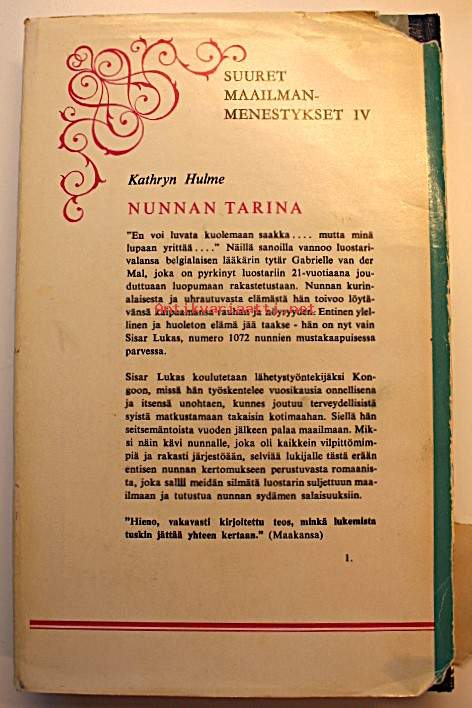 SUURET
MAAILMAN-
MENESTYKSET IV
Kathryn Hulme
NUNNAN TARINA
"En voi luvata kuolemaan saakka.... mutta minä
lupaan yrittää...." Näillä sanoilla vannoo luostari-
valansa belgialaisen lääkärin tytär Gabrielle van der
Mal, joka on pyrkinyt luostariin 21-vuotiaana jou-
duttuaan luopumaan rakastetustaan. Nunnan kurin-
alaisesta ja uhrautuvasta elämästä hän toivoo löytä-
vänsä kaipaamansa rauhan ja nöyryyden. Entinen ylel-
Antikvariaatti.net
linen ja huoleton elämä jää taakse - hän on nyt vain
Sisar Lukas, numero 1072 nunnien mustakaapuisessa
parvessa.
Sisar Lukas koulutetaan lähetystyöntekijäksi Kon-
goon, missä hän työskentelee vuosikausia onnellisena
ja itsensä unohtaen, kunnes joutuu terveydellisistä
syistä matkustamaan takaisin kotimaahan. Siellä hän
seitsemäntoista vuoden jälkeen palaa maailmaan. Mik-
si näin kävi nunnalle, joka oli kaikkein vilpittömim-
piä ja rakasti järjestöään, selviää lukijalle tästä erään
entisen nunnan kertomukseen perustuvasta romaanis-
ta, joka sallii meidän silmätä luostarin suljettuun maa-
ilmaan ja tutustua nunnan sydämen salaisuuksiin.
"Hieno, vakavasti kirjoitettu teos, minkä lukemista
tuskin jättää yhteen kertaan." (Maakansa)
1.